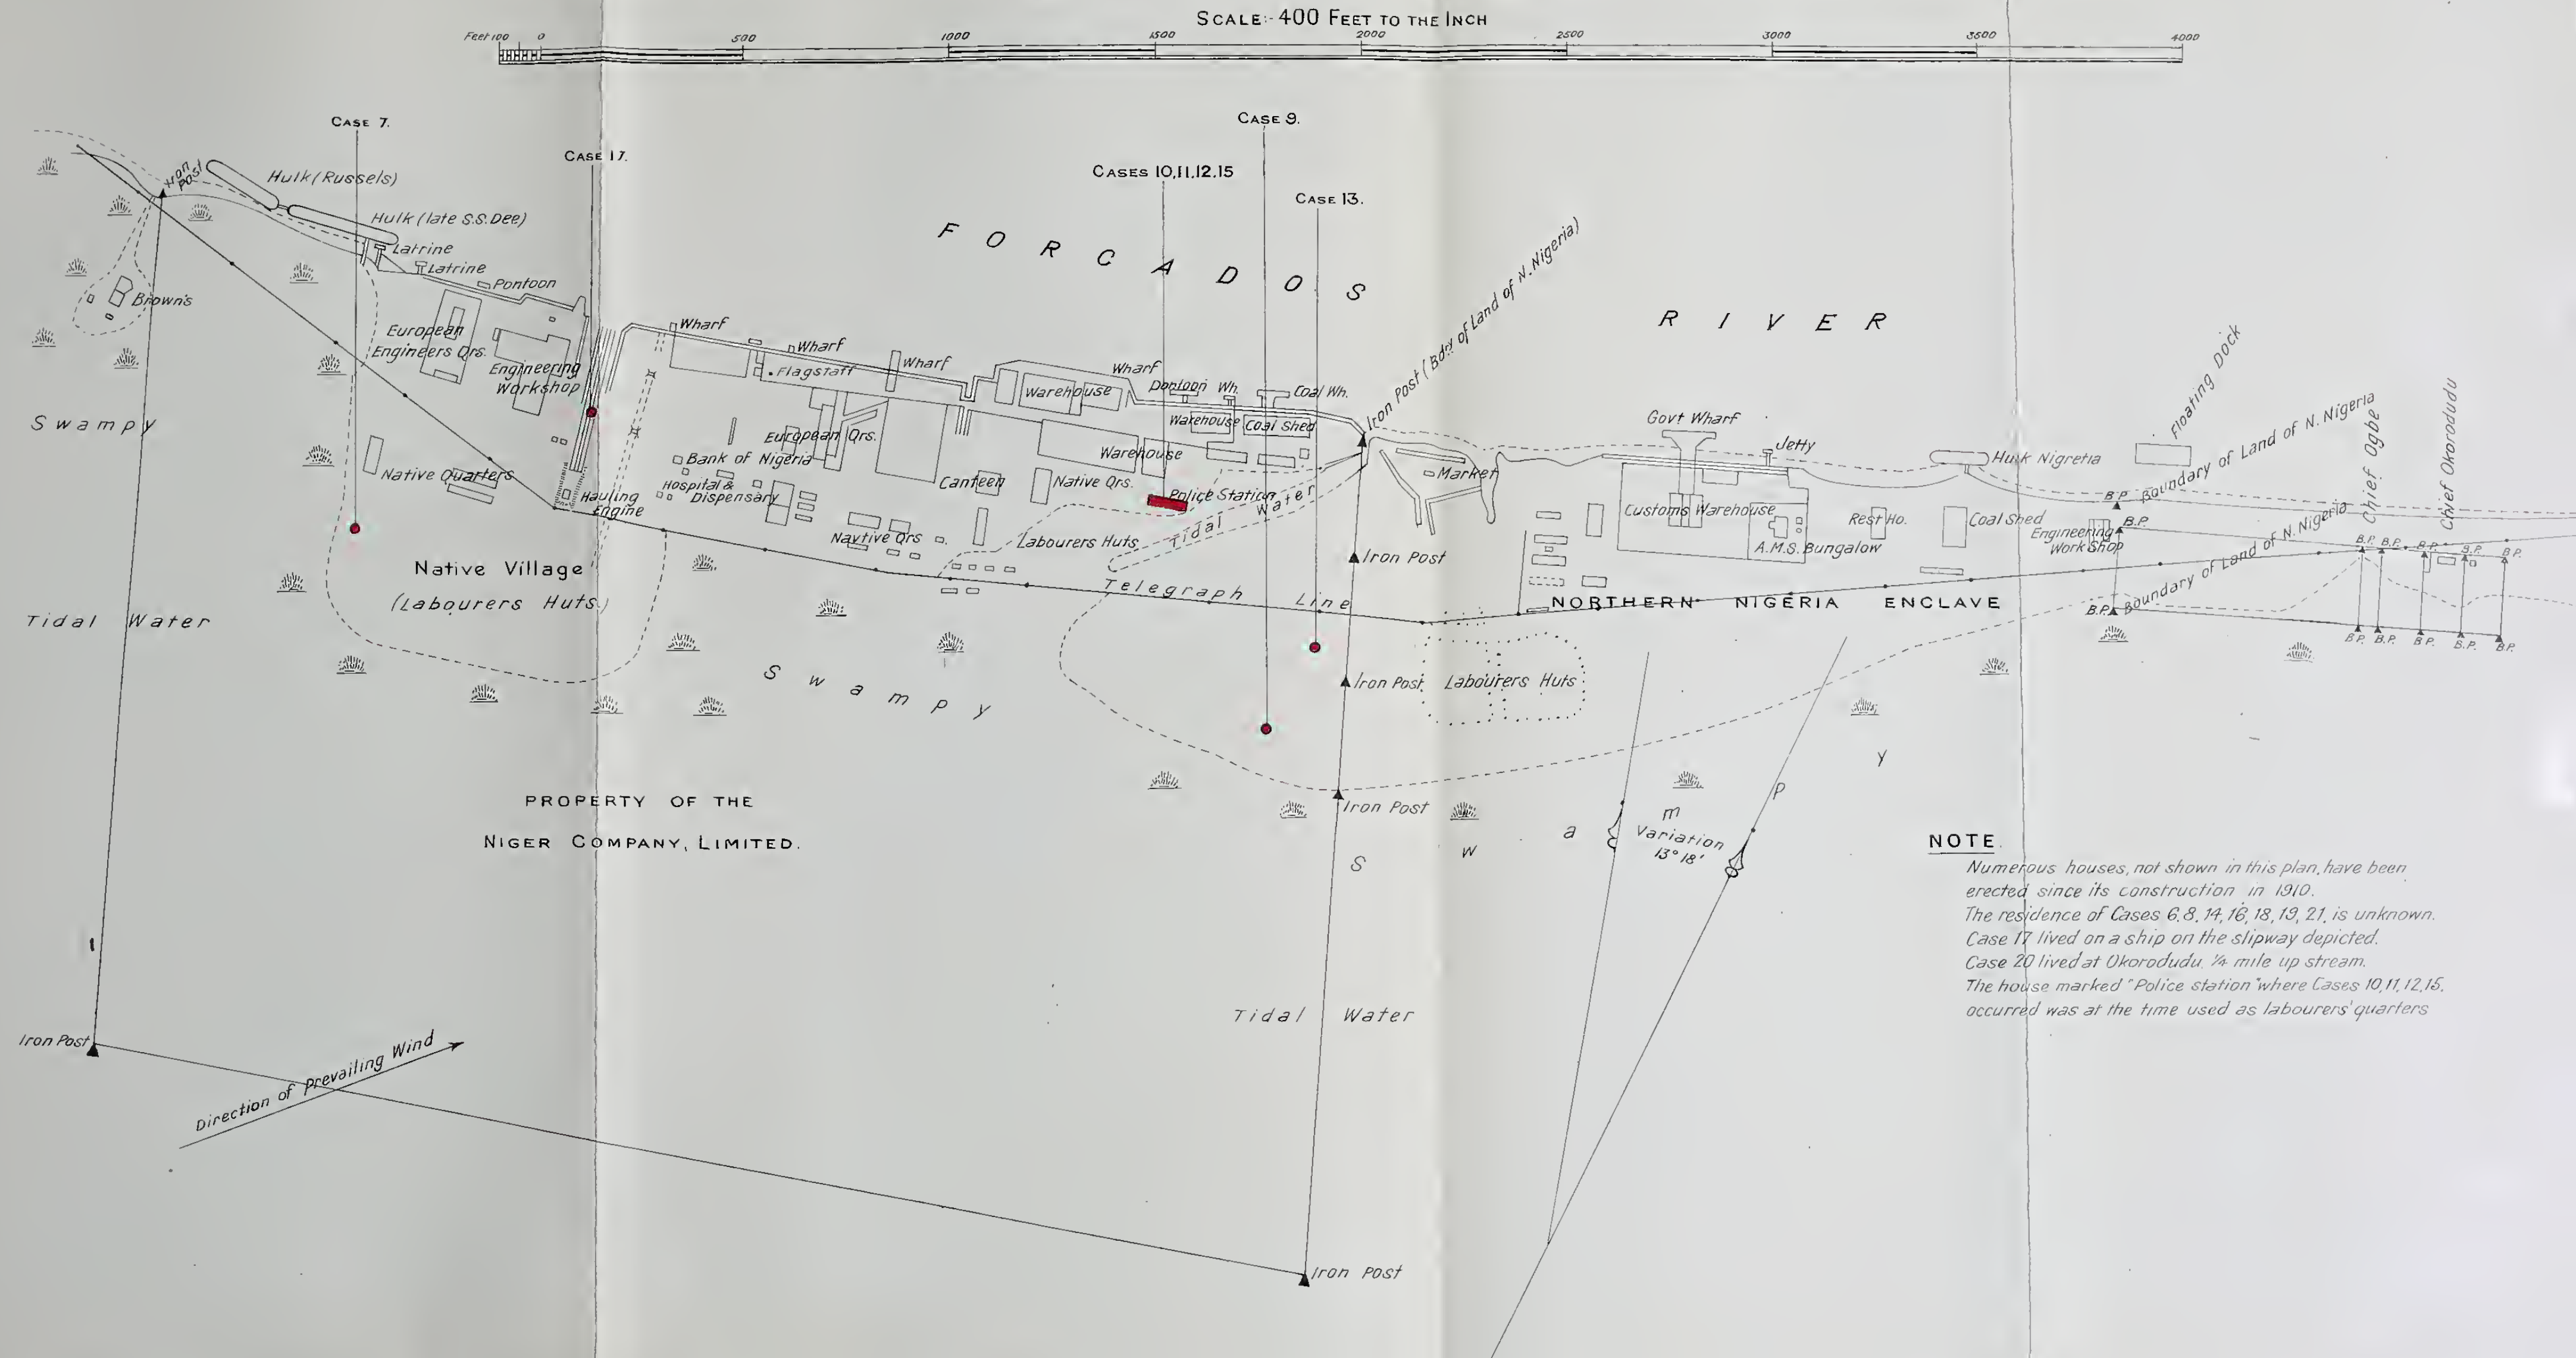 SCALE:- 400 FEET TO THE INCH
Feet 100 0 500 1000 1500 2000 2500 3000 3500 4000
CASE 7.
CASE 17.
CASES 10,11,12,15
CASE 9.
CASE 13.
FORCADOS
RIVER
Iron Post
Hulk (Russels)
Hulk (late S.S. Dee)
Latrine
Latrine
Pontoon
Brown's
European
Engineers Qrs.
Engineering
Workshop
Wharf
Wharf
Flagstaff
Wharf
Wharf
Warehouse
Pontoon
Wh.
Coal Wh.
Warehouse
Coal Shed
Iron Post (Bdry of Land of N. Nigeria)
Market
Govt Wharf
Jetty
Hulk Nigretia
Floating Dock
Boundary of Land of N. Nigeria
Chief Ogbe
Chief Okorodudu
Swampy
Native Quarters
Hauling
Engine
European Qrs.
Bank of Nigeria
Hospital &
Dispensary
Warehouse
Canteen
Native Qrs.
Police Station
Tidal Water
Navtive Qrs
Labourers Huts
Customs Warehouse
A.M.S. Bungalow
Rest Ho.
Coal Shed
Engineering
Work Shop
B.P.
B.P.
B.P.
Boundary of Land of N. Nigeria
B.P. B.P. B.P. B.P. B.P.
B.P. B.P. B.P. B.P. B.P.
Native Village
(Labourers Huts)
Tidal Water
Telegraph Line
Iron Post
NORTHERN NIGERIA ENCLAVE
Iron Post
Labourers Huts
Swampy
Iron Post
PROPERTY OF THE
NIGER COMPANY, LIMITED.
Swampy
Variation
13° 18'
Tidal Water
Iron Post
Direction of Prevailing Wind
Iron Post
NOTE.
Numerous houses, not shown in this plan, have been
erected since its construction in 1910.
The residence of Cases 6, 8, 14, 16, 18, 19, 21, is unknown.
Case 17 lived on a ship on the slipway depicted.
Case 20 lived at Okorodudu, ¼ mile up stream.
The house marked "Police station" where Cases 10,11,12,15,
occurred was at the time used as labourers' quarters